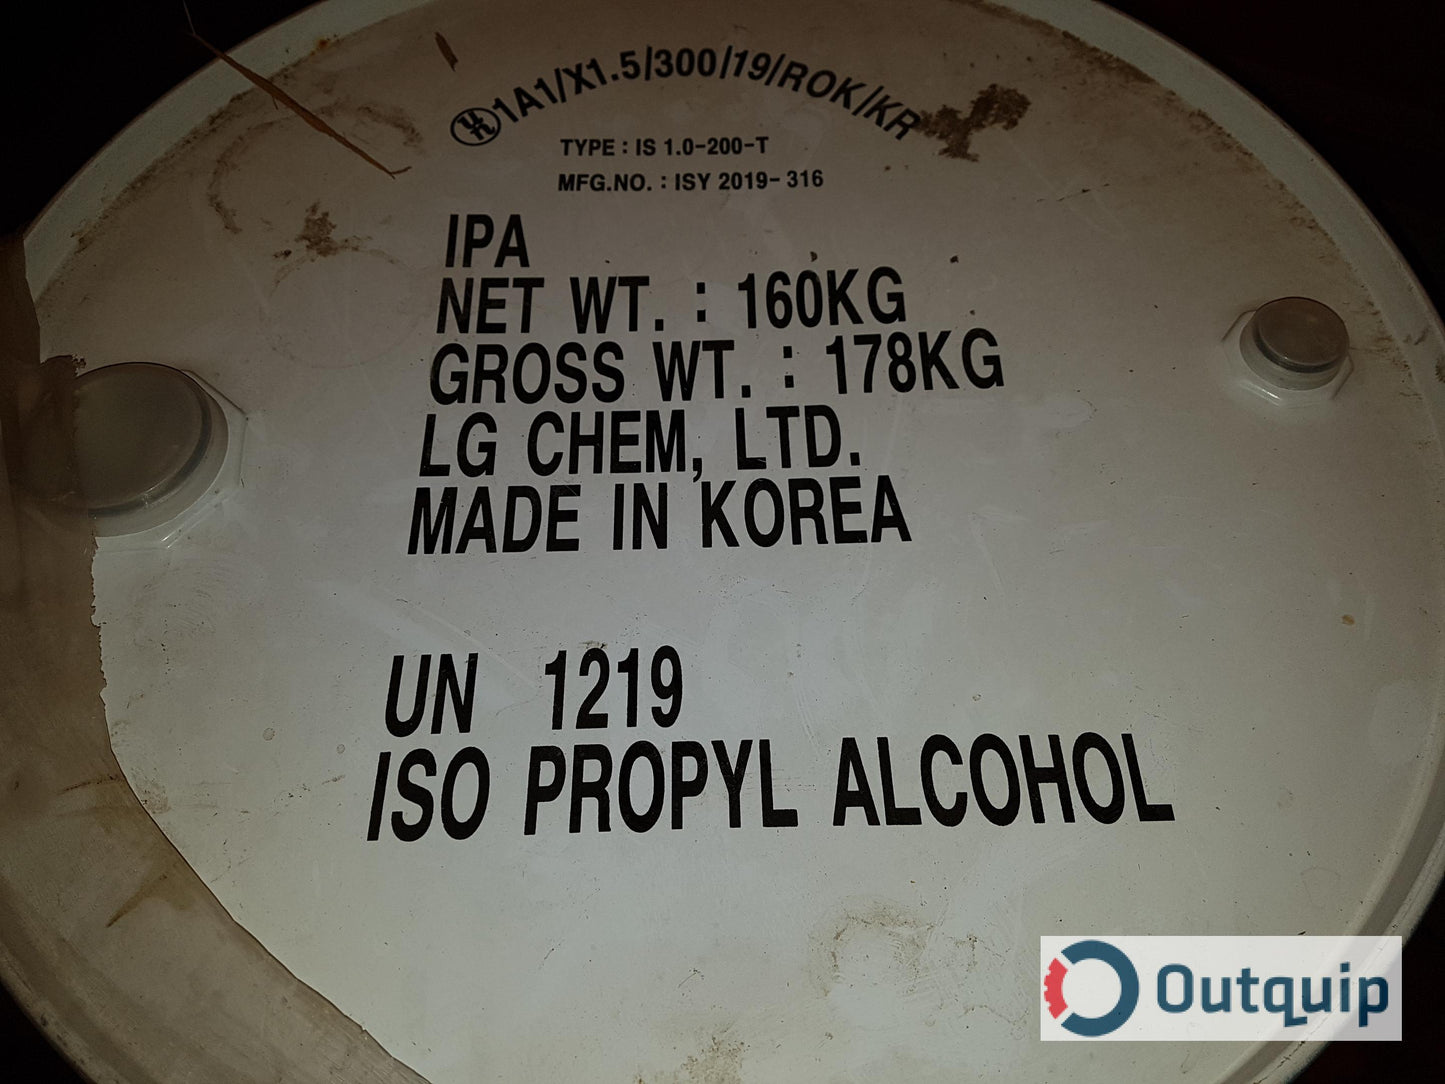 un 1A1/X1.5/300/19/ROK/KR
TYPE : IS 1.0-200-T
MFG.NO. : ISY 2019-316
IPA
NET WT. : 160KG
GROSS WT. : 178KG
LG CHEM, LTD.
MADE IN KOREA
UN 1219
ISO PROPYL ALCOHOL
Outquip